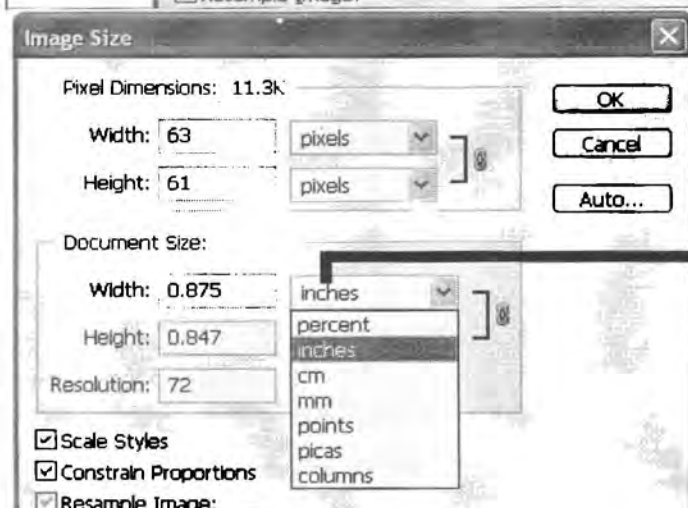 Resample Image:
Image Size
Pixel Dimensions: 11.3K
OK
Width: 63 pixels
Cancel
Height: 61 pixels
Auto...
Document Size:
Width: 0.875 inches
Height: 0.847
percent
inches
Resolution: 72
cm
mm
points
Scale Styles
picas
Constrain Proportions
columns
Resample Image: